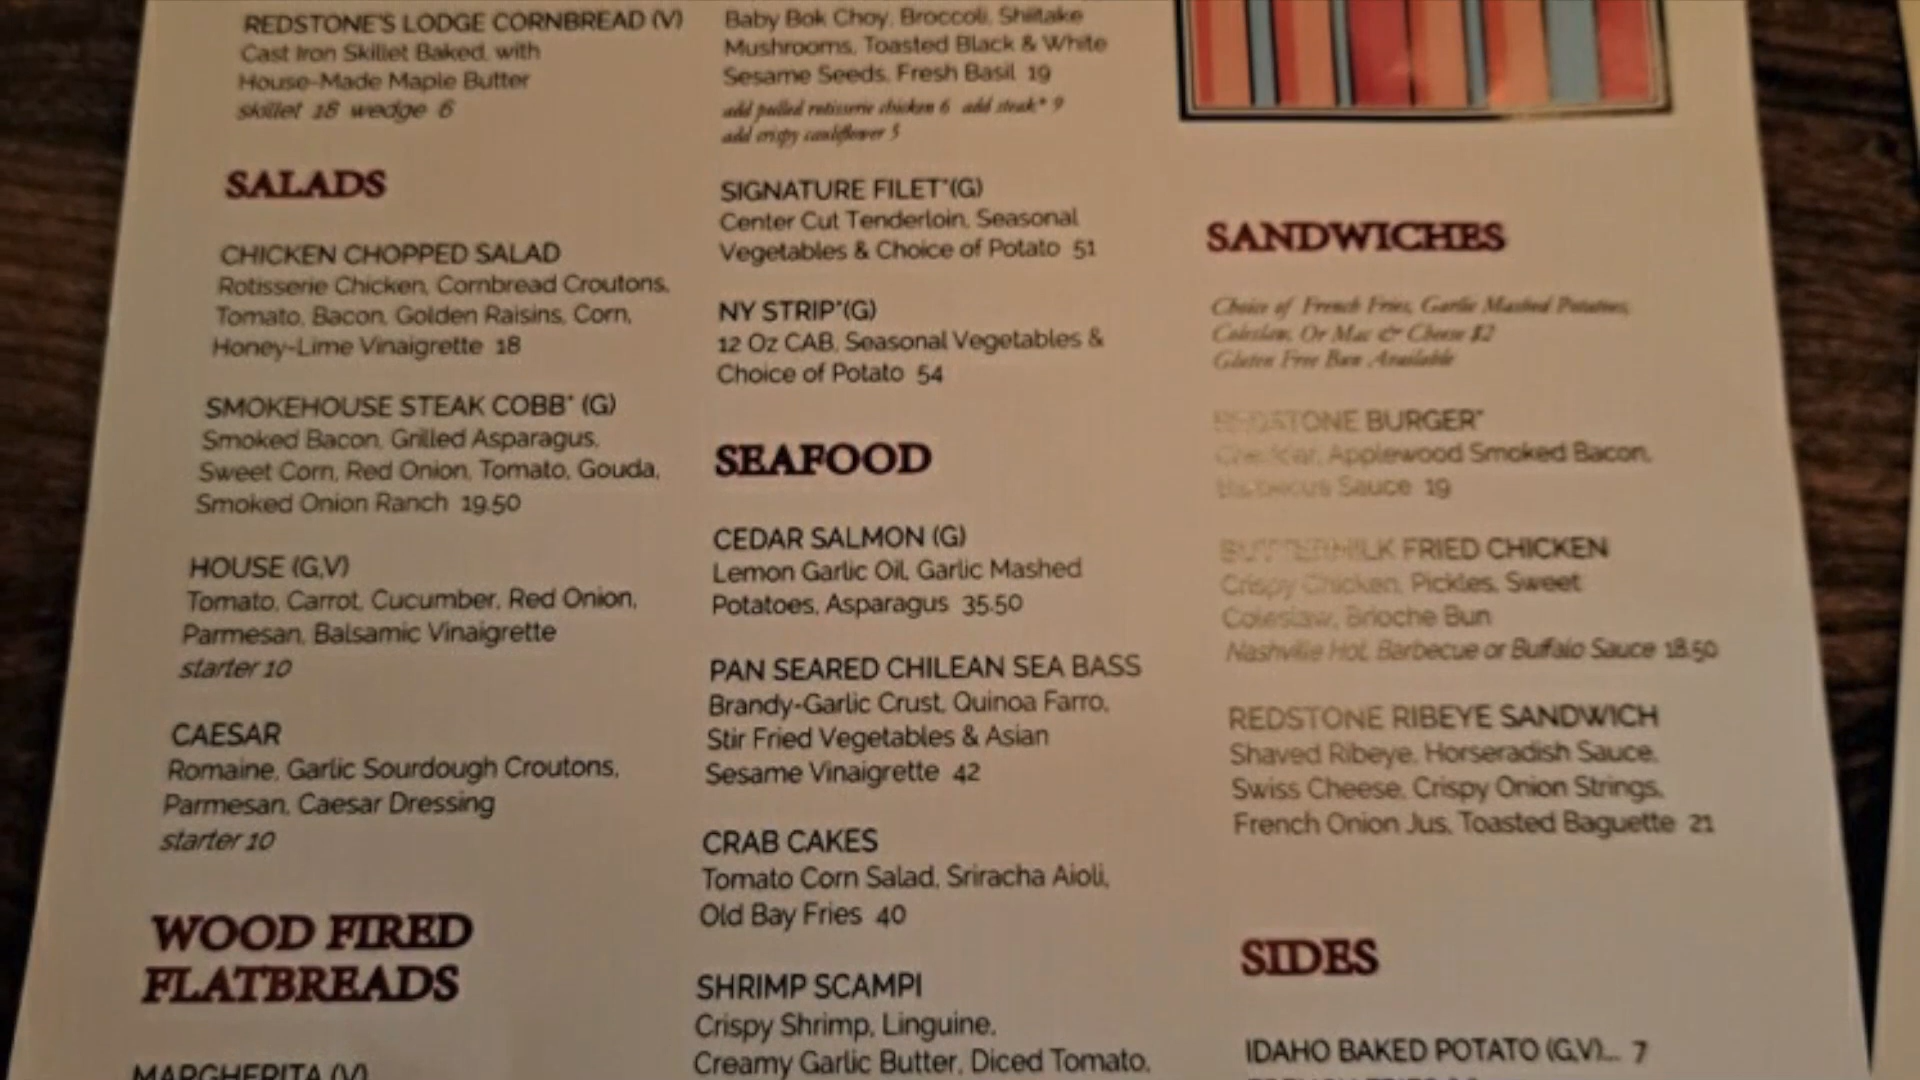 REDSTONE'S LODGE CORNBREAD (V)
Cast Iron Skillet Baked, with
House-Made Maple Butter
skillet 18 wedge 6
SALADS
CHICKEN CHOPPED SALAD
Rotisserie Chicken, Cornbread Croutons,
Tomato, Bacon, Golden Raisins, Corn,
Honey-Lime Vinaigrette 18
SMOKEHOUSE STEAK COBB* (G)
Smoked Bacon, Grilled Asparagus,
Sweet Corn, Red Onion, Tomato, Gouda,
Smoked Onion Ranch 19.50
HOUSE (G,V)
Tomato, Carrot, Cucumber, Red Onion,
Parmesan, Balsamic Vinaigrette
starter 10
CAESAR
Romaine, Garlic Sourdough Croutons,
Parmesan, Caesar Dressing
starter 10
WOOD FIRED
FLATBREADS
MARGHERITA (V)
Baby Bok Choy, Broccoli, Shiitake
Mushrooms, Toasted Black & White
Sesame Seeds, Fresh Basil 19
add pulled rotisserie chicken 6 add steak* 9
add crispy cauliflower 5
SIGNATURE FILET*(G)
Center Cut Tenderloin, Seasonal
Vegetables & Choice of Potato 51
NY STRIP*(G)
12 Oz CAB, Seasonal Vegetables &
Choice of Potato 54
SEAFOOD
CEDAR SALMON (G)
Lemon Garlic Oil, Garlic Mashed
Potatoes, Asparagus 35.50
PAN SEARED CHILEAN SEA BASS
Brandy-Garlic Crust, Quinoa Farro,
Stir Fried Vegetables & Asian
Sesame Vinaigrette 42
CRAB CAKES
Tomato Corn Salad, Sriracha Aioli,
Old Bay Fries 40
SHRIMP SCAMPI
Crispy Shrimp, Linguine,
Creamy Garlic Butter, Diced Tomato,
SANDWICHES
Choice of French Fries, Garlic Mashed Potatoes,
Coleslaw, Or Mac & Cheese $2
Gluten Free Bun Available
REDSTONE BURGER*
Cheddar, Applewood Smoked Bacon,
Barbecue Sauce 19
BUTTERMILK FRIED CHICKEN
Crispy Chicken, Pickles, Sweet
Coleslaw, Brioche Bun
Nashville Hot, Barbecue or Buffalo Sauce 18.50
REDSTONE RIBEYE SANDWICH
Shaved Ribeye, Horseradish Sauce,
Swiss Cheese, Crispy Onion Strings,
French Onion Jus, Toasted Baguette 21
SIDES
IDAHO BAKED POTATO (G,V)... 7